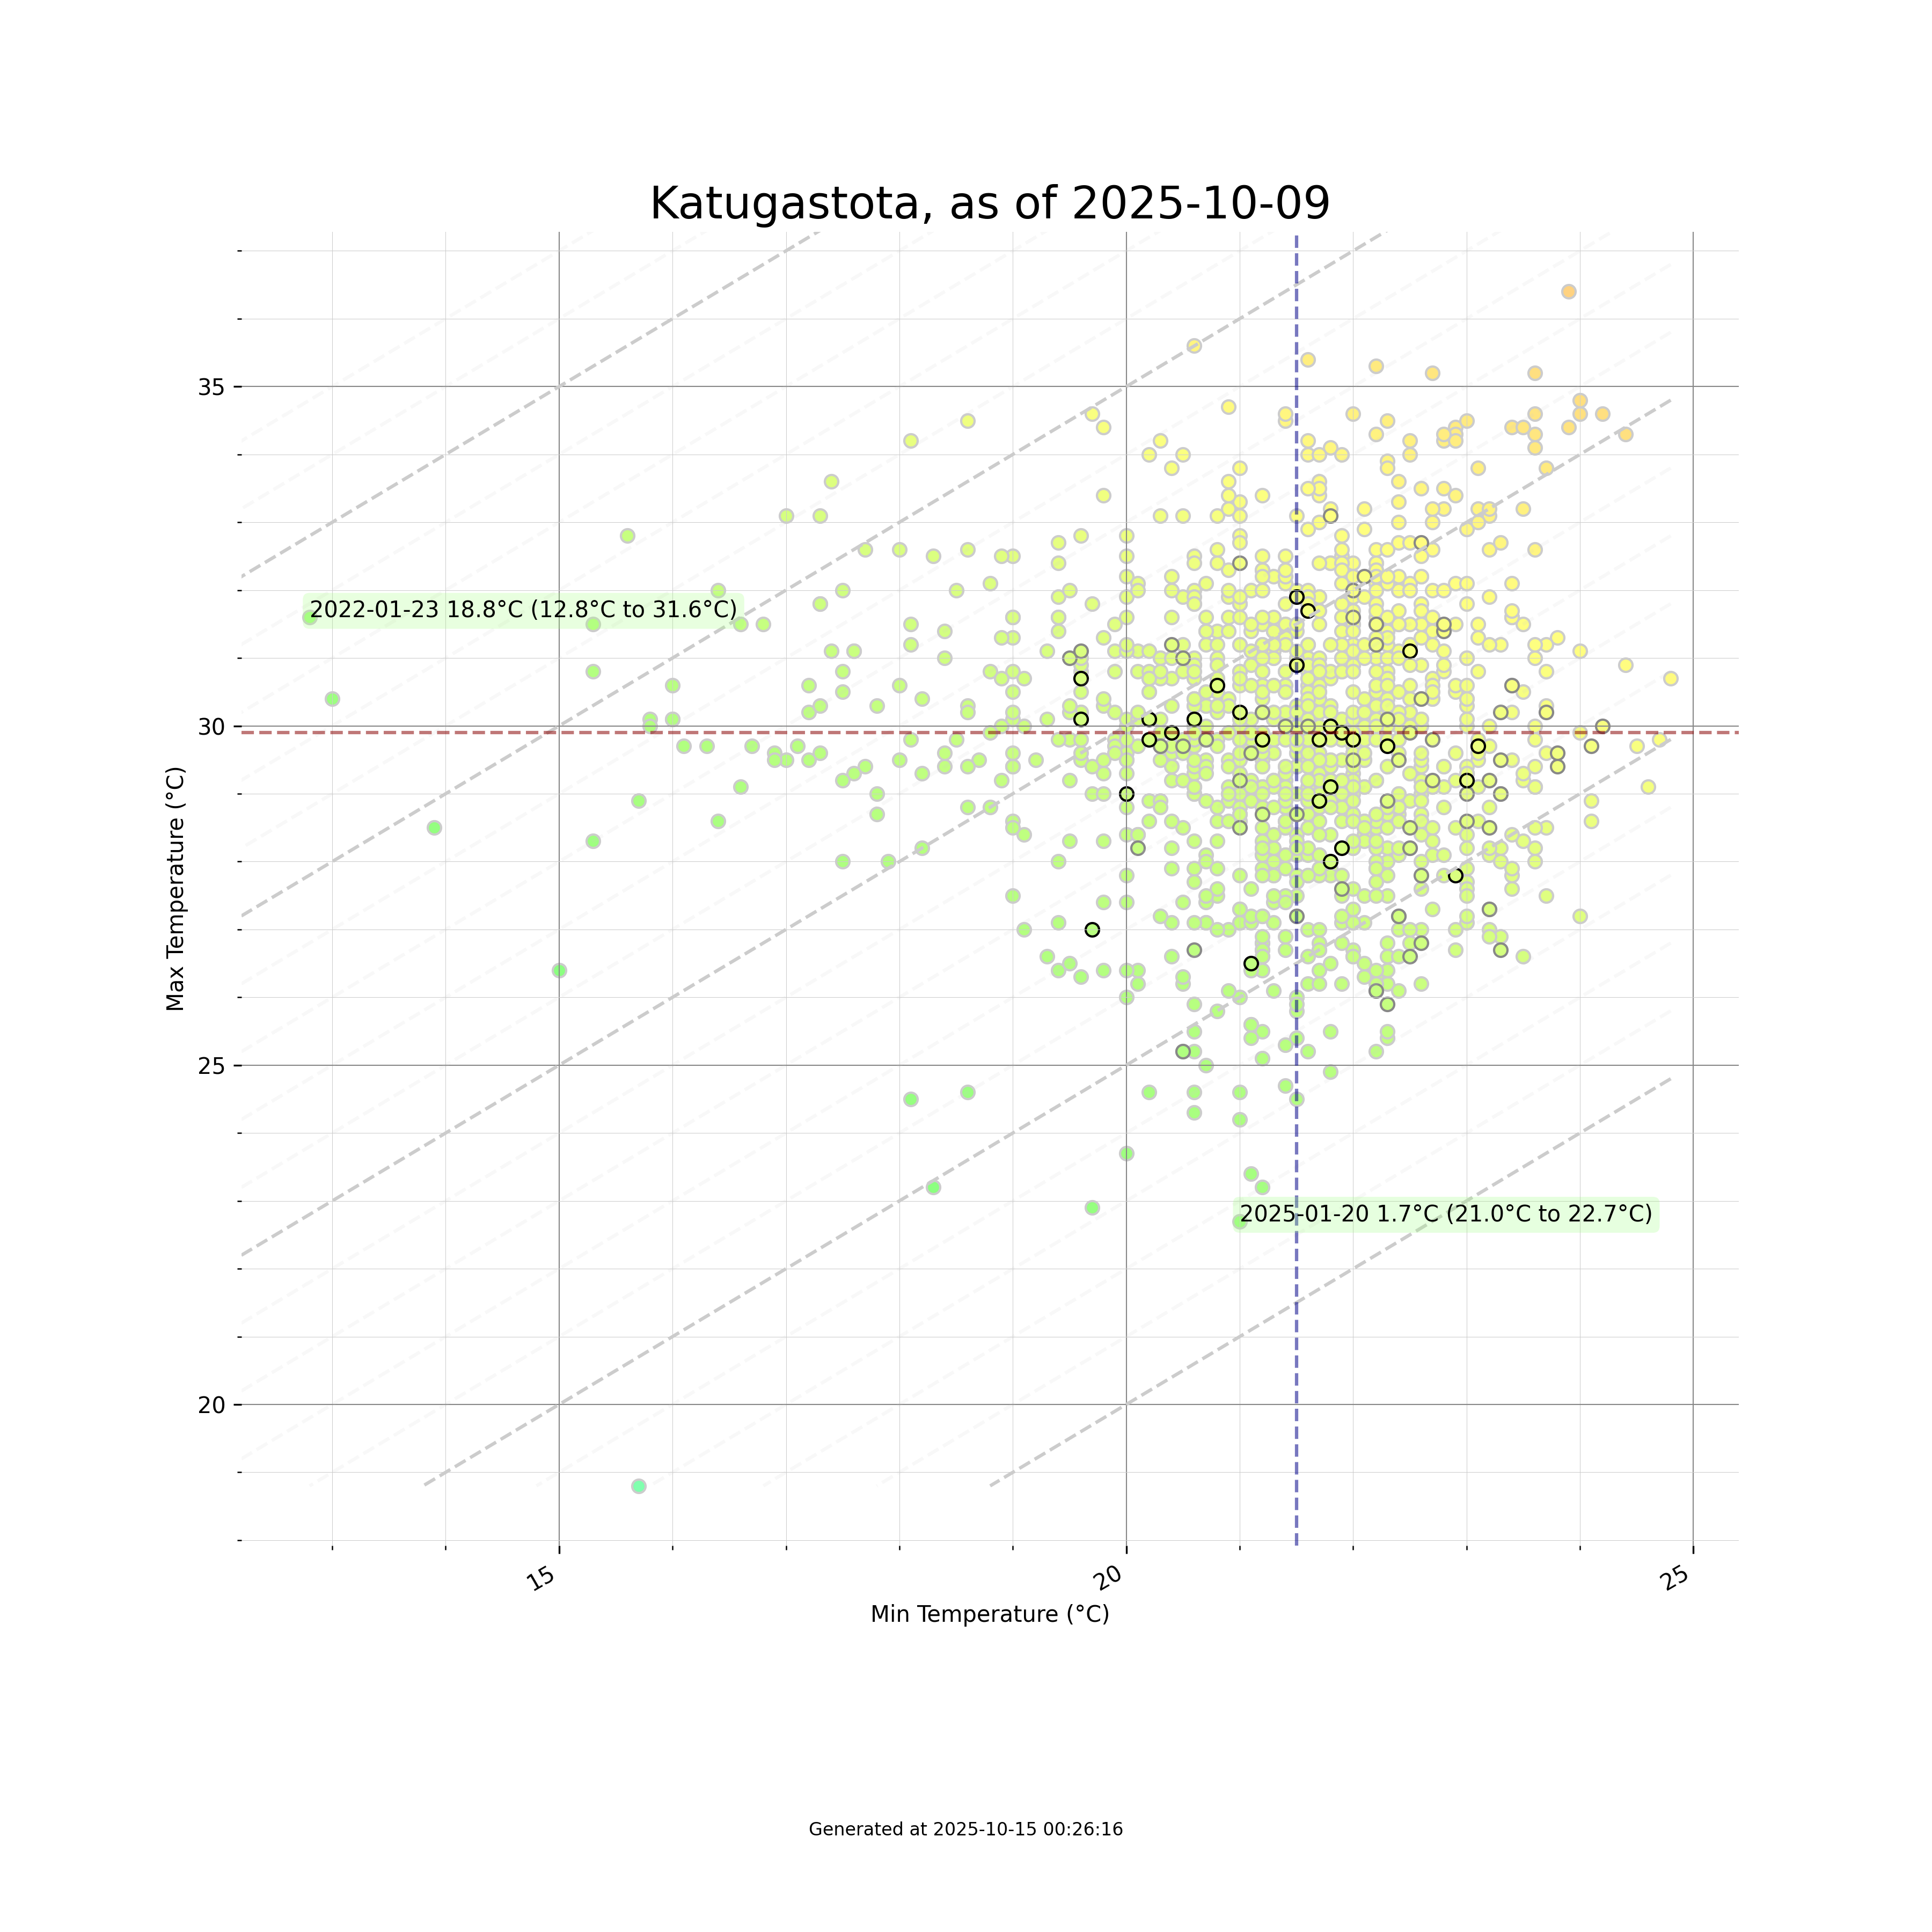 Katugastota, as of 2025-10-09
35
2022-01-23 18.8°C (12.8°C to 31.6°C)
30
Max Temperature (°C)
25
2025-01-20 1.7°C (21.0°C to 22.7°C)
20
15
20
25
Min Temperature (°C)
Generated at 2025-10-15 00:26:16